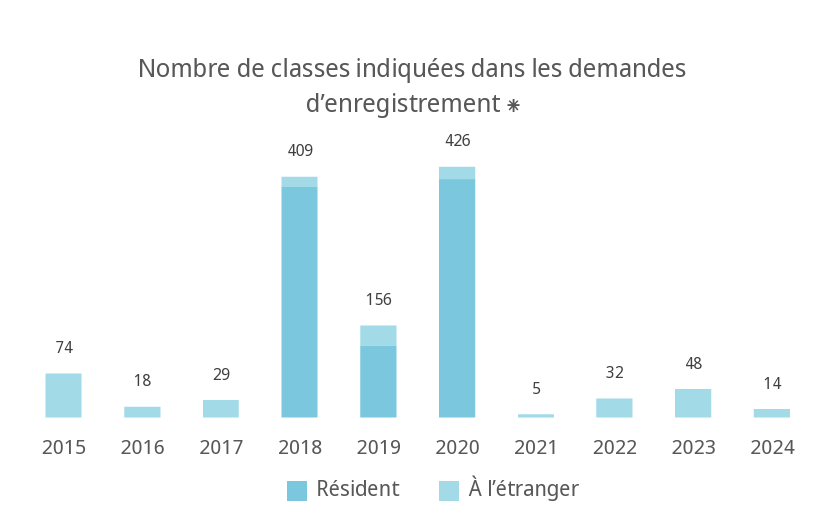 Nombre de classes indiquées dans les demandes
d’enregistrement ⁕
426
409
156
74
48
32
29
18
14
5
2015 2016 2017 2018 2019 2020 2021 2022 2023 2024
Résident À l’étranger